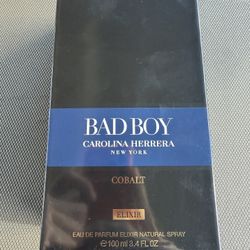 BAD BOY
CAROLINA HERRERA
NEW YORK
COBALT
ELIXIR
EAU DE PARFUM ELIXIR NATURAL SPRAY
℮100 ml 3.4 FL.OZ